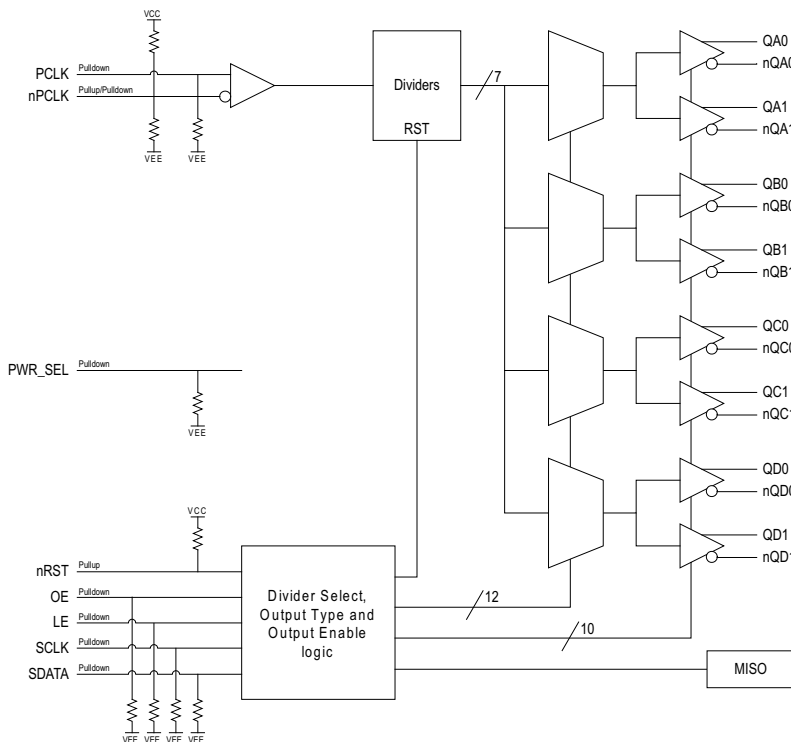 VCC
PCLK Pulldown
nPCLK Pullup/Pulldown
VEE VEE
Dividers
RST
7
QA0
nQA0
QA1
nQA1
QB0
nQB0
QB1
nQB1
QC0
nQC0
QC1
nQC1
QD0
nQD0
QD1
nQD1
PWR_SEL Pulldown
VEE
VCC
nRST Pullup
OE Pulldown
LE Pulldown
SCLK Pulldown
SDATA Pulldown
VEE VEE VEE VEE
Divider Select,
Output Type and
Output Enable
logic
12
10
MISO